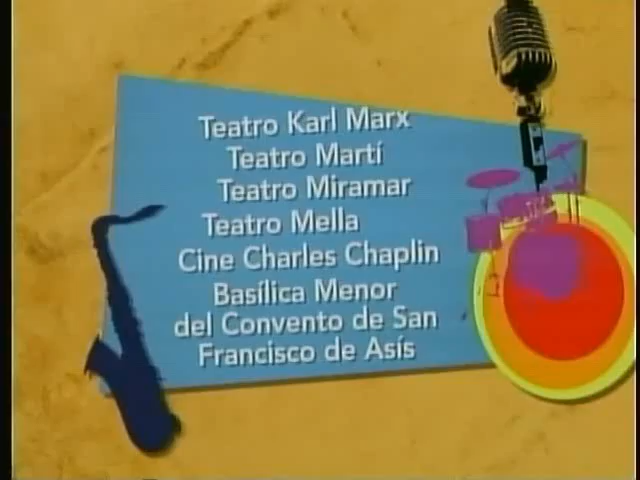 Teatro Karl Marx
Teatro Martí
Teatro Miramar
Teatro Mella
Cine Charles Chaplin
Basílica Menor
del Convento de San
Francisco de Asís